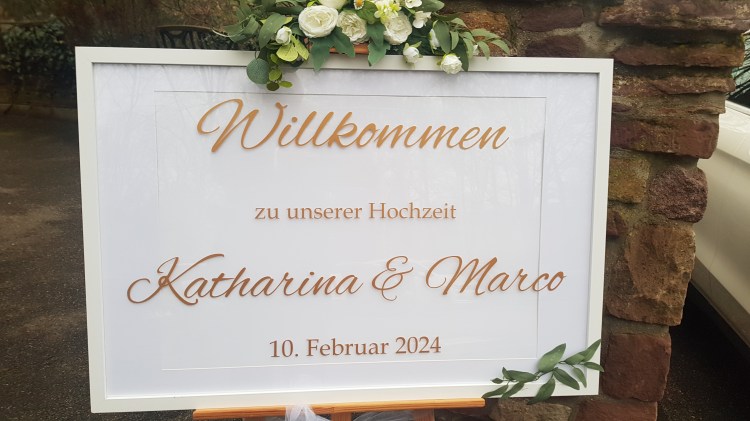 Willkommen
zu unserer Hochzeit
Katharina & Marco
10. Februar 2024